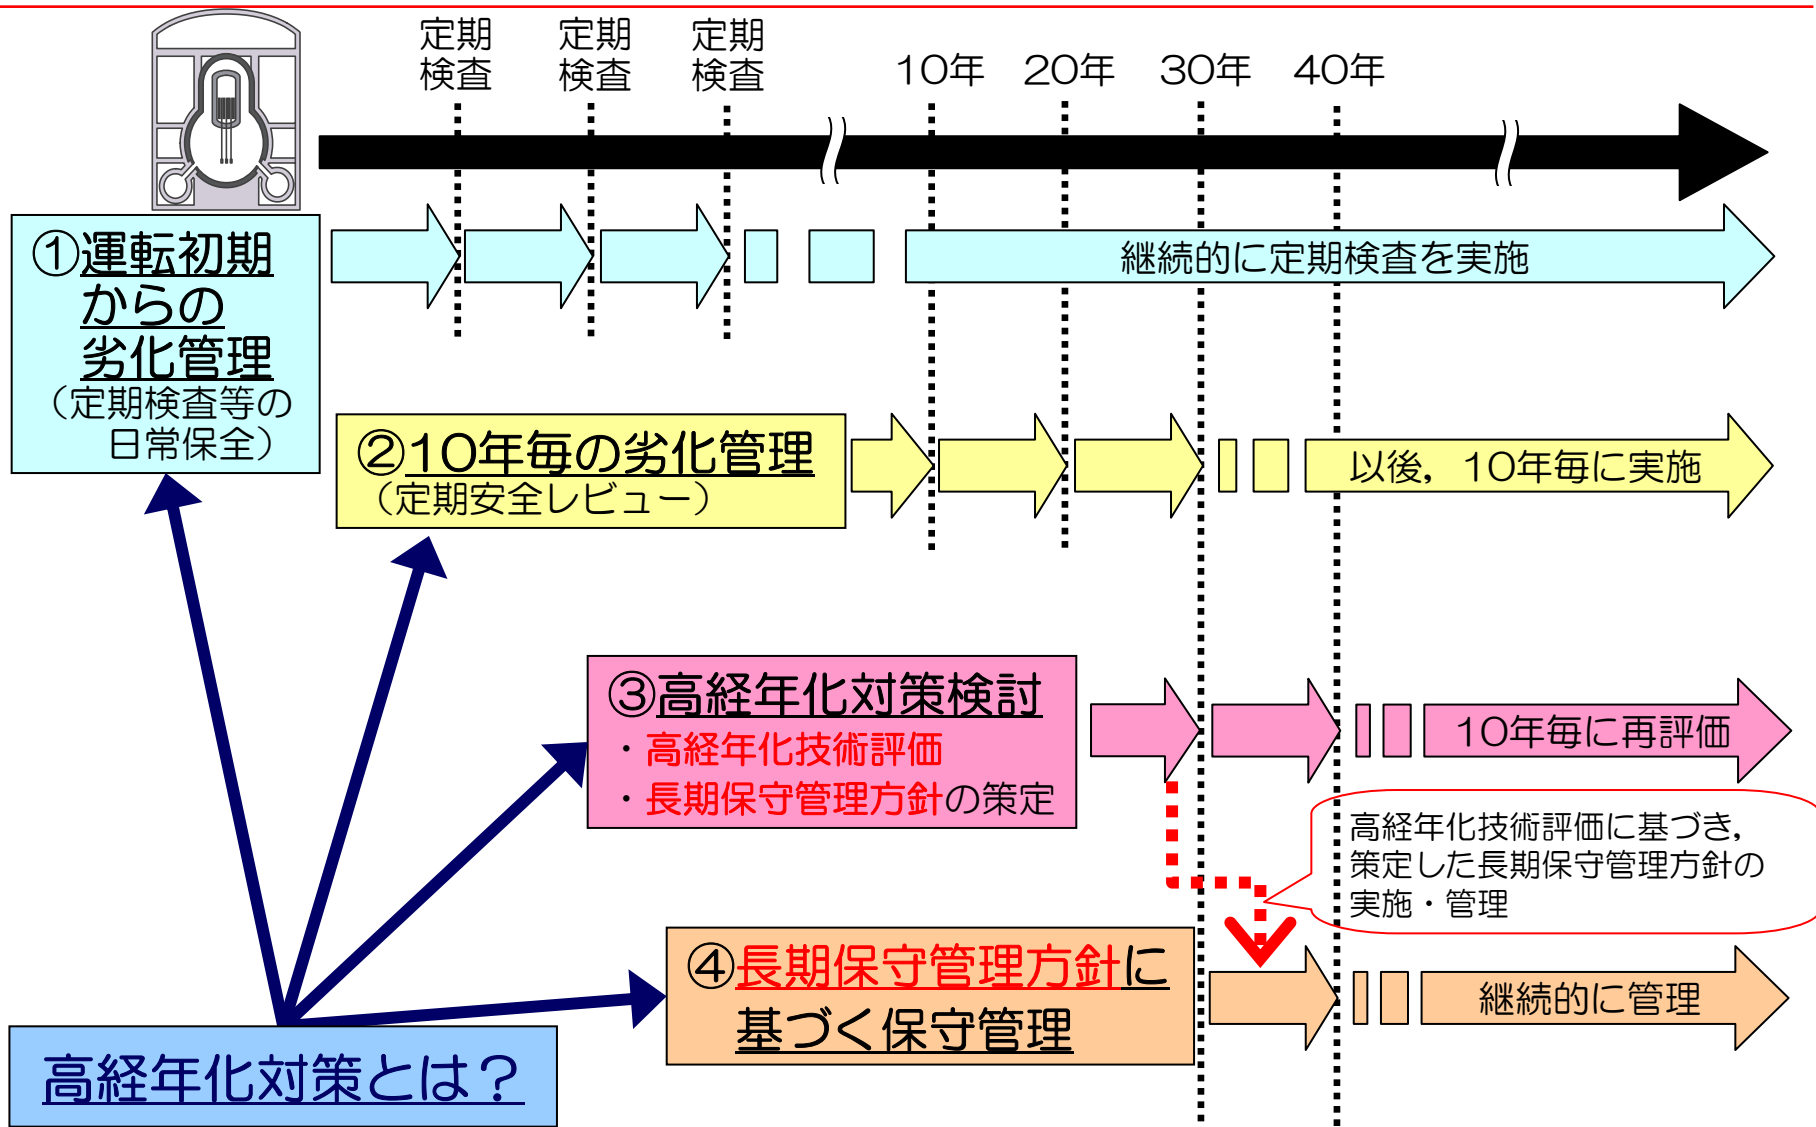 定期
検査
定期
検査
定期
検査
10年
20年
30年
40年
①運転初期
からの
劣化管理
（定期検査等の
日常保全）
継続的に定期検査を実施
②10年毎の劣化管理
（定期安全レビュー）
以後，10年毎に実施
③高経年化対策検討
・高経年化技術評価
・長期保守管理方針の策定
10年毎に再評価
高経年化技術評価に基づき，
策定した長期保守管理方針の
実施・管理
④長期保守管理方針に
基づく保守管理
継続的に管理
高経年化対策とは？